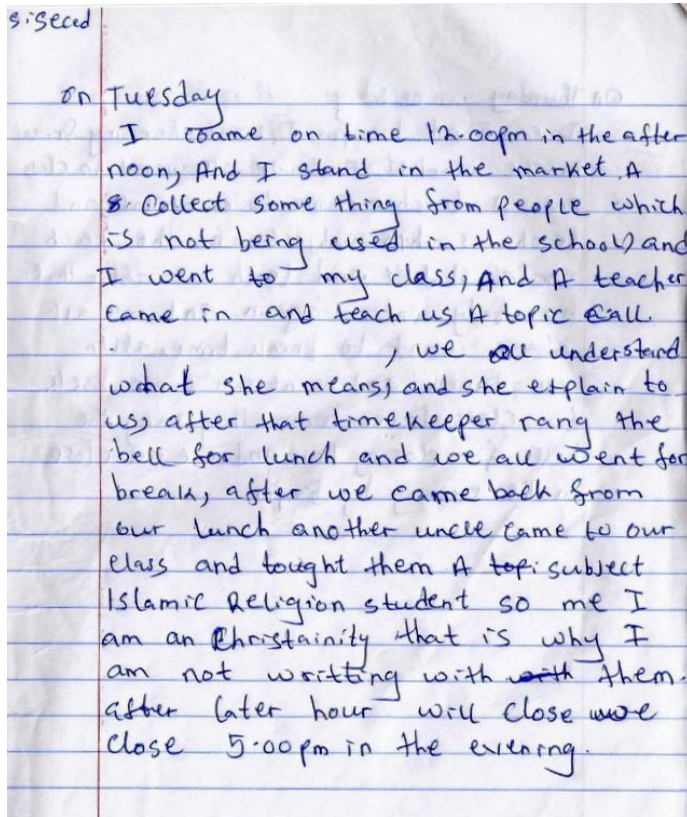 siseced
on Tuesday
I coame on time 12.00pm in the after
noon, And I stand in the market, A
& Collect some thing from people which
is not being used in the school, and
I went to my class, And A teacher
came in and teach us A topic call.
, we all understand
what she means, and she explain to
us, after that timekeeper rang the
bell for lunch and we all went for
break, after we came back from
our lunch another uncle came to our
class and tought them A topi subject
Islamic Religion student so me I
am an Christainity that is why I
am not writting with with them.
after later hour will close we
close 5.00pm in the evening.